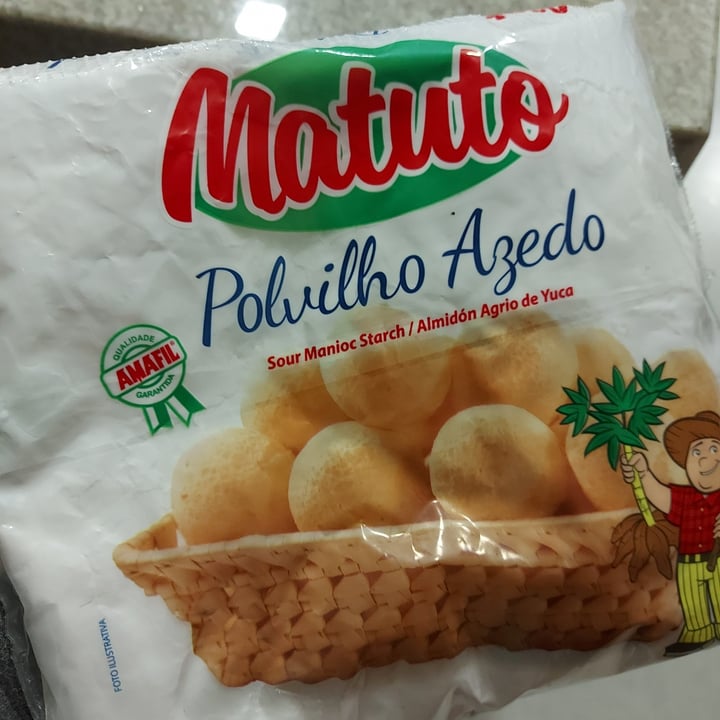 Matuto
Polvilho Azedo
Sour Manioc Starch / Almidón Agrio de Yuca
QUALIDADE
AMAFIL
GARANTIDA
FOTO ILUSTRATIVA